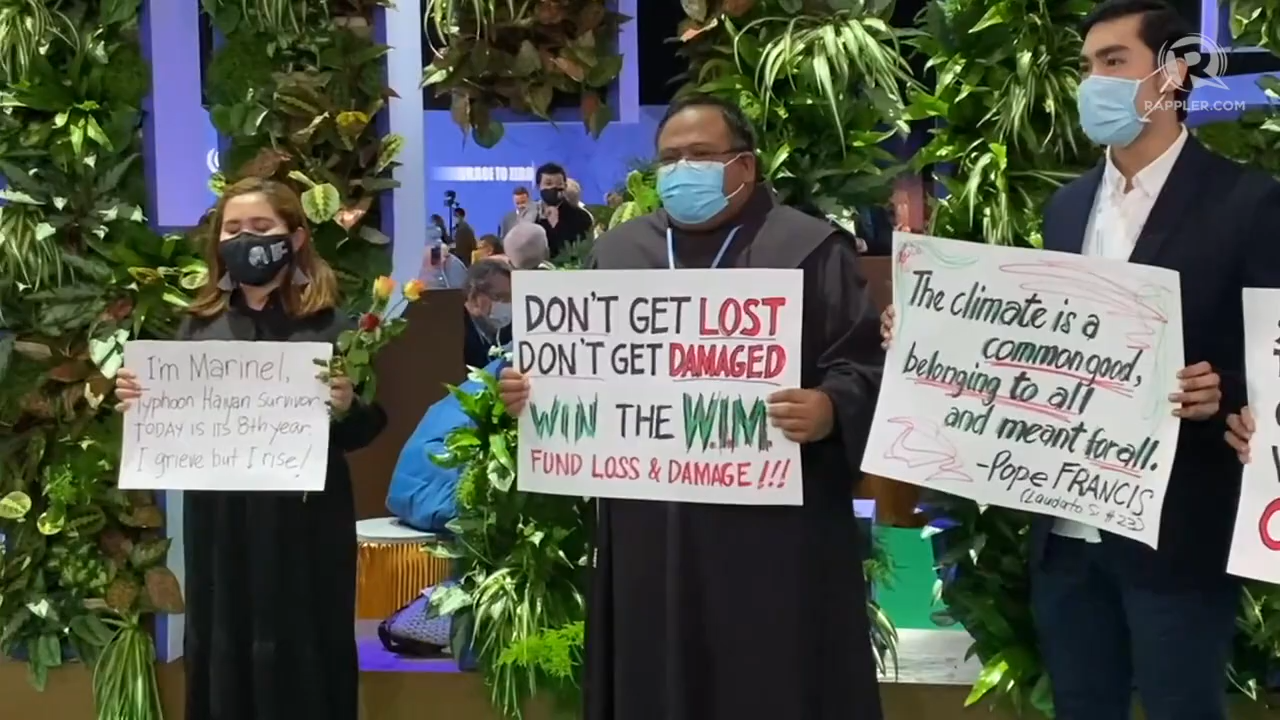 RAPPLER.COM
I'm Marinel,
Typhoon Haiyan survivor
TODAY IS ITS 8th year,
I grieve but I rise!
DON'T GET LOST
DON'T GET DAMAGED
WIN THE W.I.M.
FUND LOSS & DAMAGE!!!
The climate is a
common good,
belonging to all
and meant for all.
-Pope FRANCIS
(Laudato Si #23)
TO ZERO